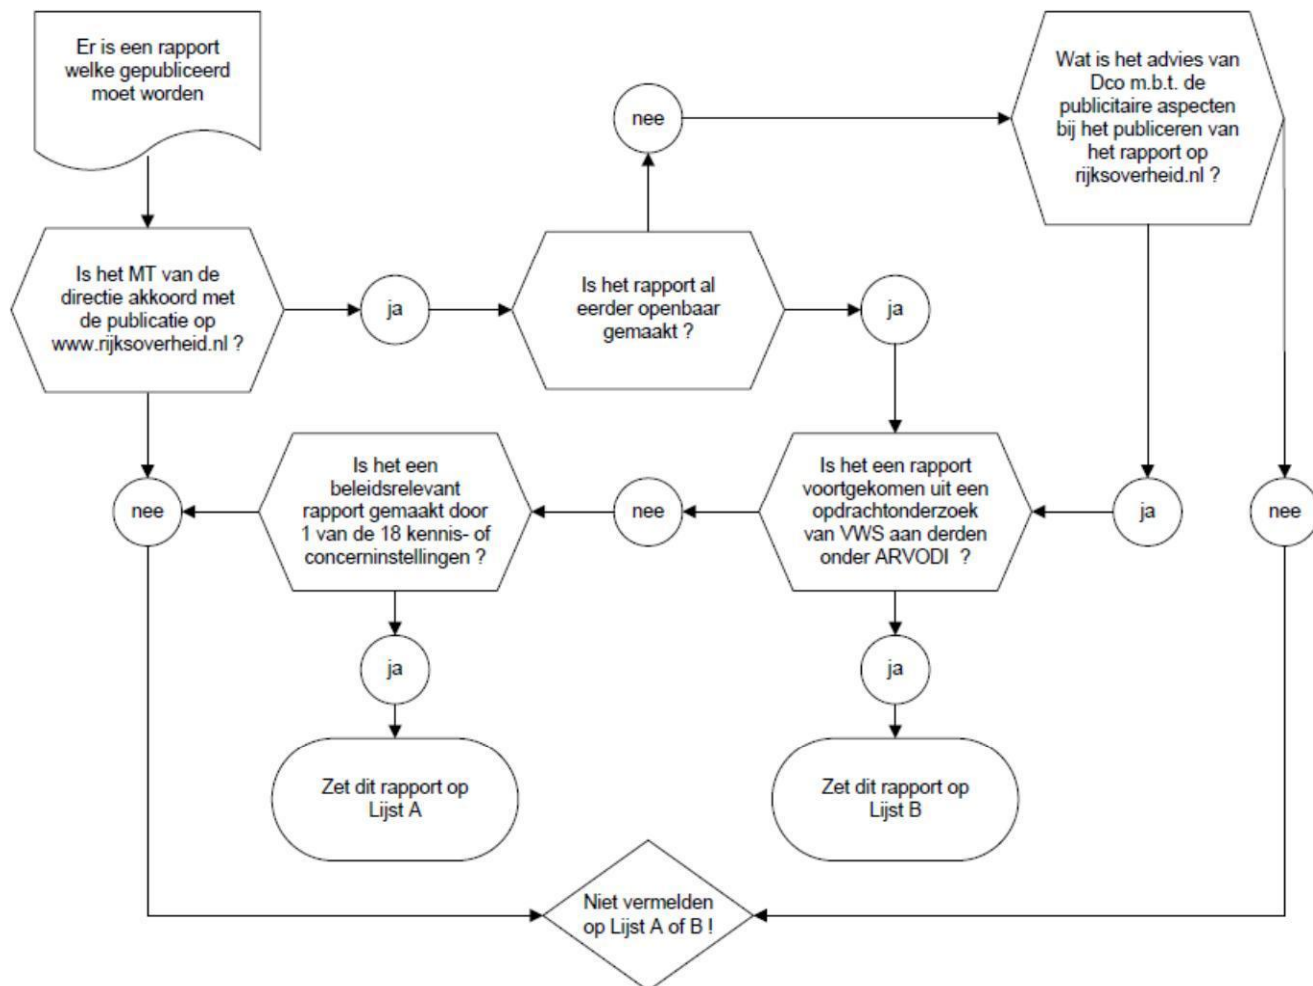 Er is een rapport
welke gepubliceerd
moet worden
Is het MT van de
directie akkoord met
de publicatie op
www.rijksoverheid.nl ?
ja
Is het rapport al
eerder openbaar
gemaakt ?
nee
Wat is het advies van
Dco m.b.t. de
publicitaire aspecten
bij het publiceren van
het rapport op
rijksoverheid.nl ?
ja
nee
Is het een
beleidsrelevant
rapport gemaakt door
1 van de 18 kennis- of
concerninstellingen ?
nee
Is het een rapport
voortgekomen uit een
opdrachtonderzoek
van VWS aan derden
onder ARVODI ?
ja
nee
ja
ja
Zet dit rapport op
Lijst A
Zet dit rapport op
Lijst B
Niet vermelden
op Lijst A of B !